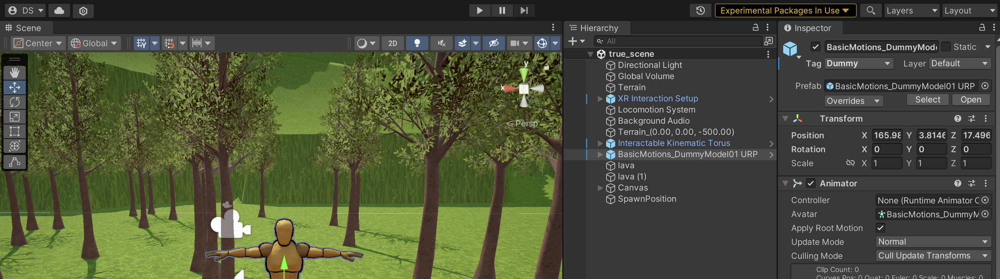 DS
Experimental Packages In Use
Layers
Layout
Scene
Center
Global
2D
y
x
Persp
Hierarchy
All
true_scene
Directional Light
Global Volume
Terrain
XR Interaction Setup
Locomotion System
Background Audio
Terrain_(0.00, 0.00, -500.00)
Interactable Kinematic Torus
BasicMotions_DummyModel01 URP
lava
lava (1)
Canvas
SpawnPosition
Inspector
BasicMotions_DummyMod
Static
Tag Dummy Layer Default
Prefab BasicMotions_DummyModel01 URP
Overrides Select Open
Transform
Position X 165.98 Y 3.8146 Z 17.496
Rotation X 0 Y 0 Z 0
Scale X 1 Y 1 Z 1
Animator
Controller None (Runtime Animator C
Avatar BasicMotions_DummyM
Apply Root Motion
Update Mode Normal
Culling Mode Cull Update Transforms
Clip Count: 0
Curves Pos: 0 Quat: 0 Euler: 0 Scale: 0 Muscles: 0